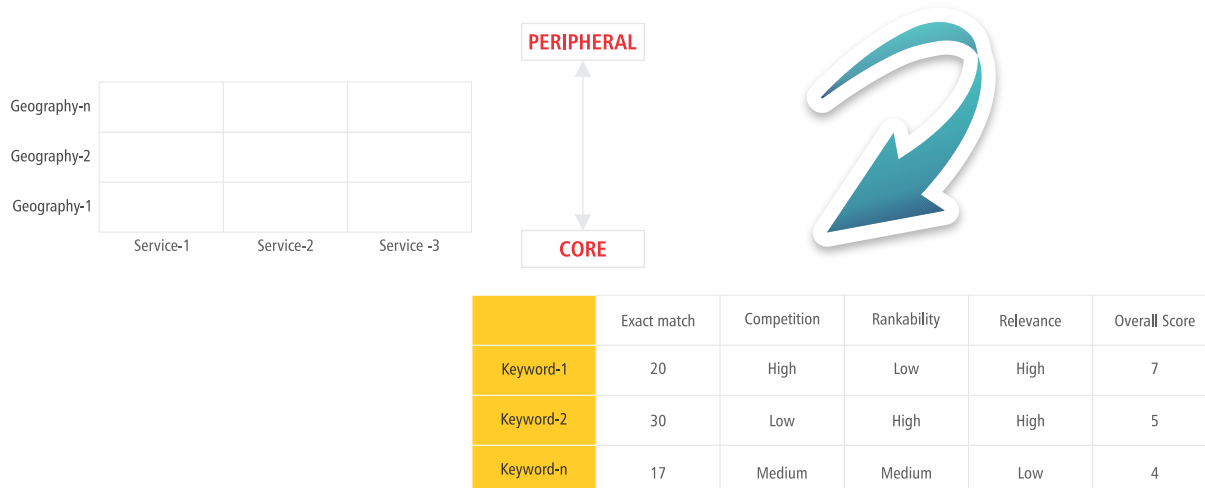 PERIPHERAL
Geography-n
Geography-2
Geography-1
Service-1 Service-2 Service -3
CORE
Exact match Competition Rankability Relevance Overall Score
Keyword-1 20 High Low High 7
Keyword-2 30 Low High High 5
Keyword-n 17 Medium Medium Low 4